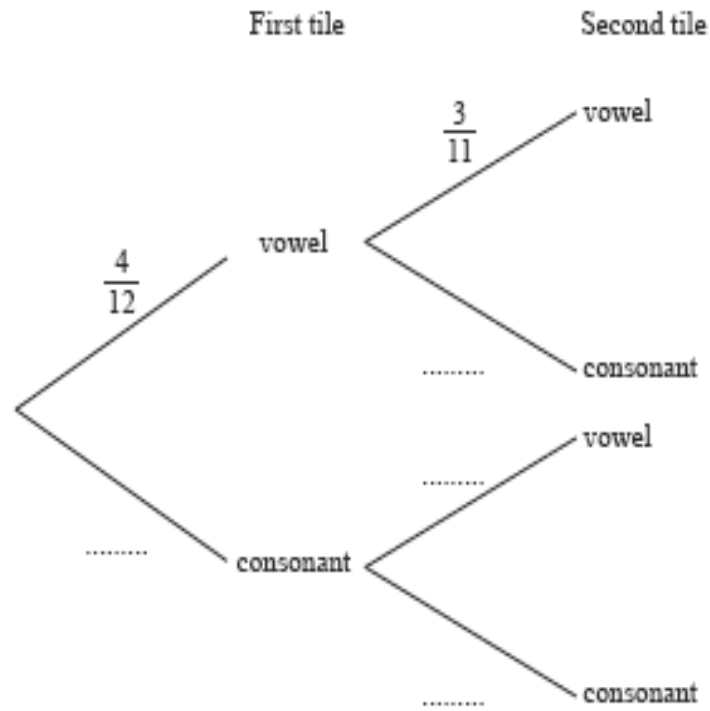 First tile Second tile
3/11
vowel
vowel
4/12
.........
consonant
vowel
.........
.........
consonant
.........
consonant